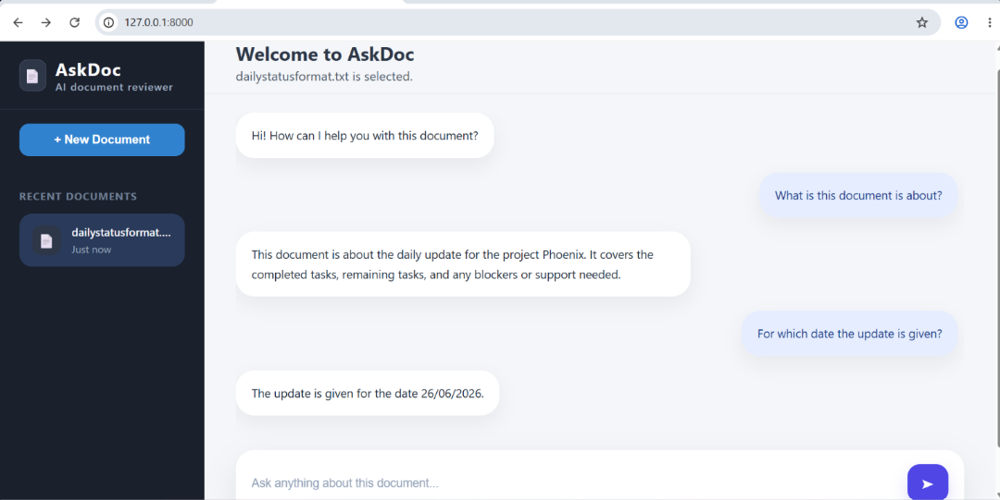 127.0.0.1:8000
AskDoc
AI document reviewer
+ New Document
RECENT DOCUMENTS
dailystatusformat....
Just now
Welcome to AskDoc
dailystatusformat.txt is selected.
Hi! How can I help you with this document?
What is this document is about?
This document is about the daily update for the project Phoenix. It covers the
completed tasks, remaining tasks, and any blockers or support needed.
For which date the update is given?
The update is given for the date 26/06/2026.
Ask anything about this document...